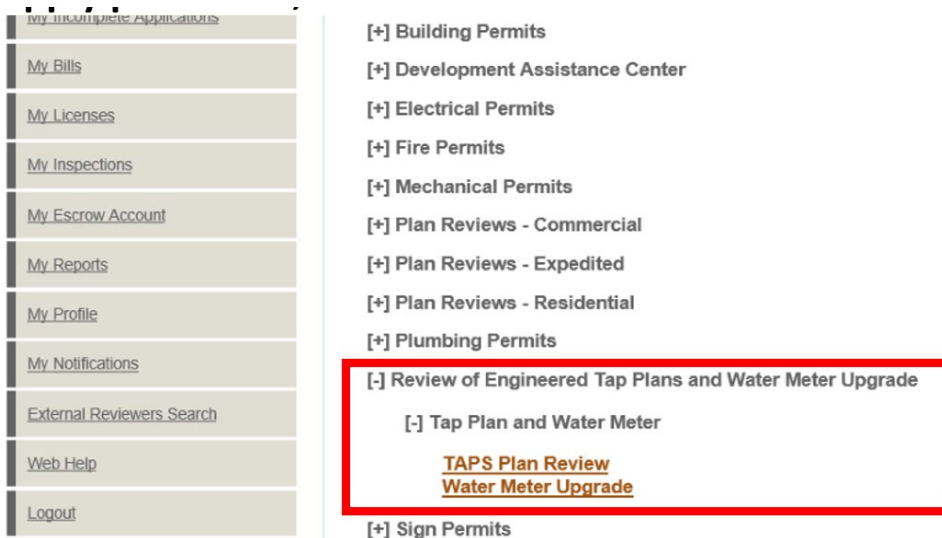 My Incomplete Applications
My Bills
My Licenses
My Inspections
My Escrow Account
My Reports
My Profile
My Notifications
External Reviewers Search
Web Help
Logout
[+] Building Permits
[+] Development Assistance Center
[+] Electrical Permits
[+] Fire Permits
[+] Mechanical Permits
[+] Plan Reviews - Commercial
[+] Plan Reviews - Expedited
[+] Plan Reviews - Residential
[+] Plumbing Permits
[-] Review of Engineered Tap Plans and Water Meter Upgrade
[-] Tap Plan and Water Meter
TAPS Plan Review
Water Meter Upgrade
[+] Sign Permits